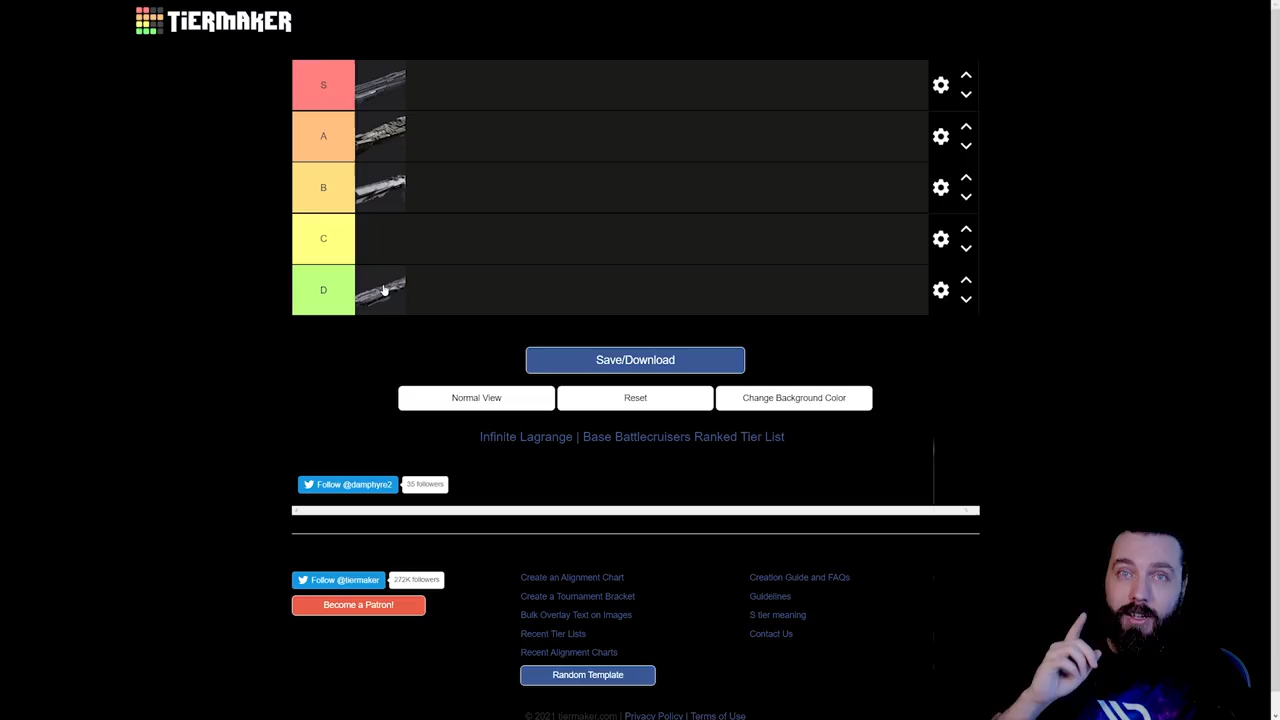 TiERMAKER
S
A
B
C
D
Save/Download
Normal View
Reset
Change Background Color
Infinite Lagrange | Base Battlecruisers Ranked Tier List
Follow @damphyre2
35 followers
Follow @tiermaker
272K followers
Become a Patron!
Create an Alignment Chart
Create a Tournament Bracket
Bulk Overlay Text on Images
Recent Tier Lists
Recent Alignment Charts
Random Template
Creation Guide and FAQs
Guidelines
S tier meaning
Contact Us
© 2021 tiermaker.com | Privacy Policy | Terms of Use